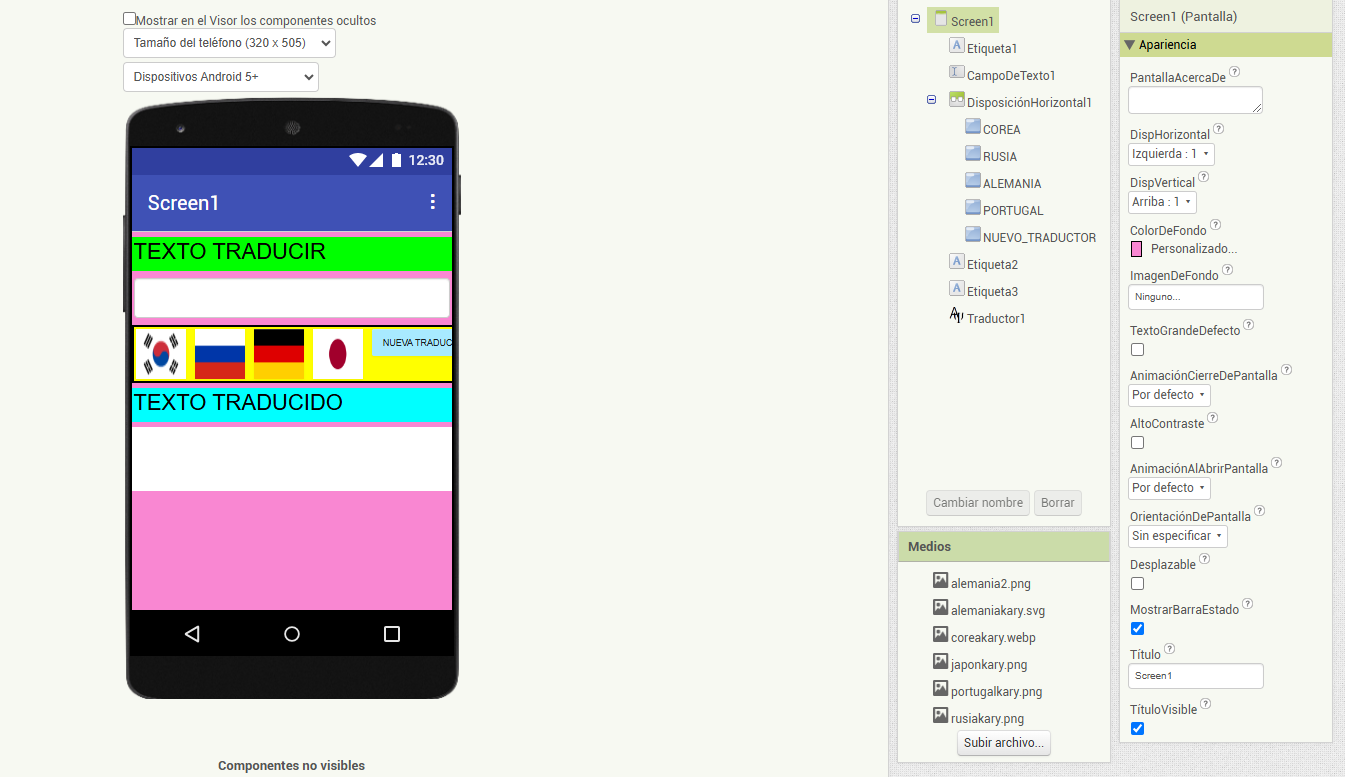 Mostrar en el Visor los componentes ocultos
Tamaño del teléfono (320 x 505)
Dispositivos Android 5+
12:30
Screen1
TEXTO TRADUCIR
NUEVA TRADUC
TEXTO TRADUCIDO
Componentes no visibles
Screen1
Etiqueta1
CampoDeTexto1
DisposiciónHorizontal1
COREA
RUSIA
ALEMANIA
PORTUGAL
NUEVO_TRADUCTOR
Etiqueta2
Etiqueta3
Traductor1
Cambiar nombre
Borrar
Medios
alemania2.png
alemaniakary.svg
coreakary.webp
japonkary.png
portugalkary.png
rusiakary.png
Subir archivo...
Screen1 (Pantalla)
Apariencia
PantallaAcercaDe ?
DispHorizontal ?
Izquierda : 1
DispVertical ?
Arriba : 1
ColorDeFondo ?
Personalizado...
ImagenDeFondo ?
Ninguno...
TextoGrandeDefecto ?
AnimaciónCierreDePantalla ?
Por defecto
AltoContraste ?
AnimaciónAlAbrirPantalla ?
Por defecto
OrientaciónDePantalla ?
Sin especificar
Desplazable ?
MostrarBarraEstado ?
Título ?
Screen1
TítuloVisible ?